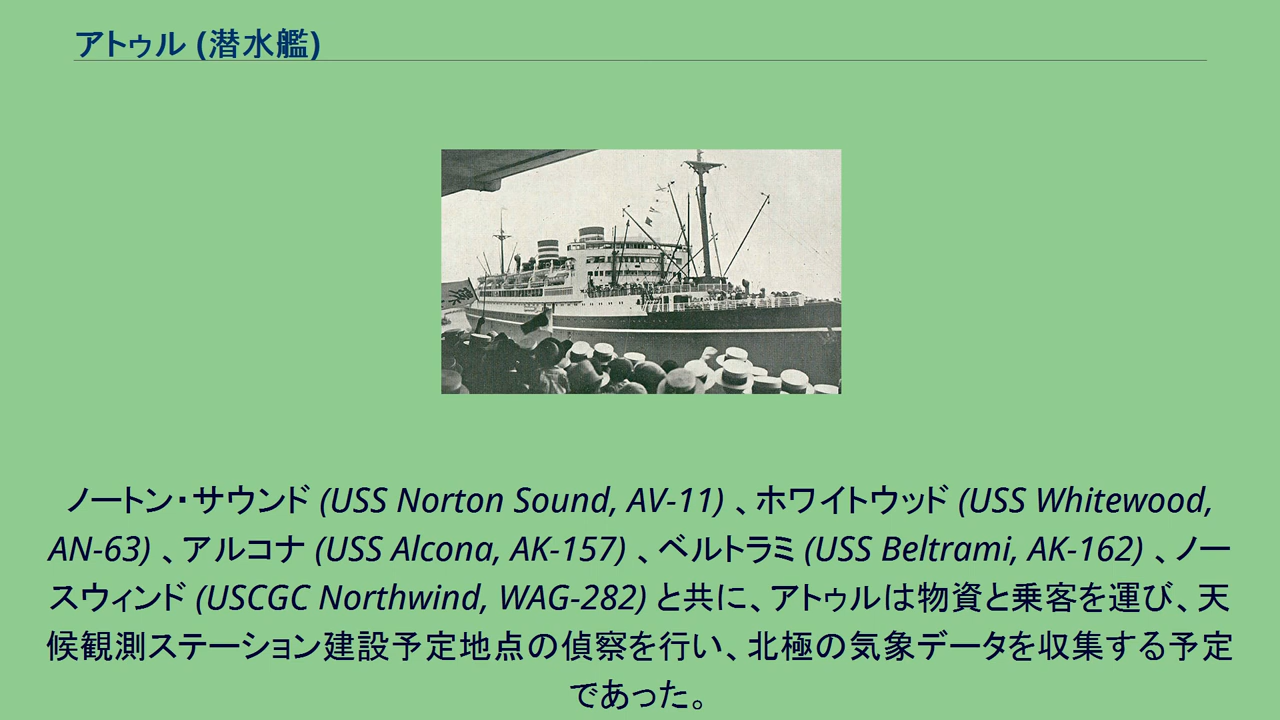 アトゥル (潜水艦)
ノートン・サウンド (USS Norton Sound, AV-11) 、ホワイトウッド (USS Whitewood,
AN-63) 、アルコナ (USS Alcona, AK-157) 、ベルトラミ (USS Beltrami, AK-162) 、ノー
スウィンド (USCGC Northwind, WAG-282) と共に、アトゥルは物資と乗客を運び、天
候観測ステーション建設予定地点の偵察を行い、北極の気象データを収集する予定
であった。